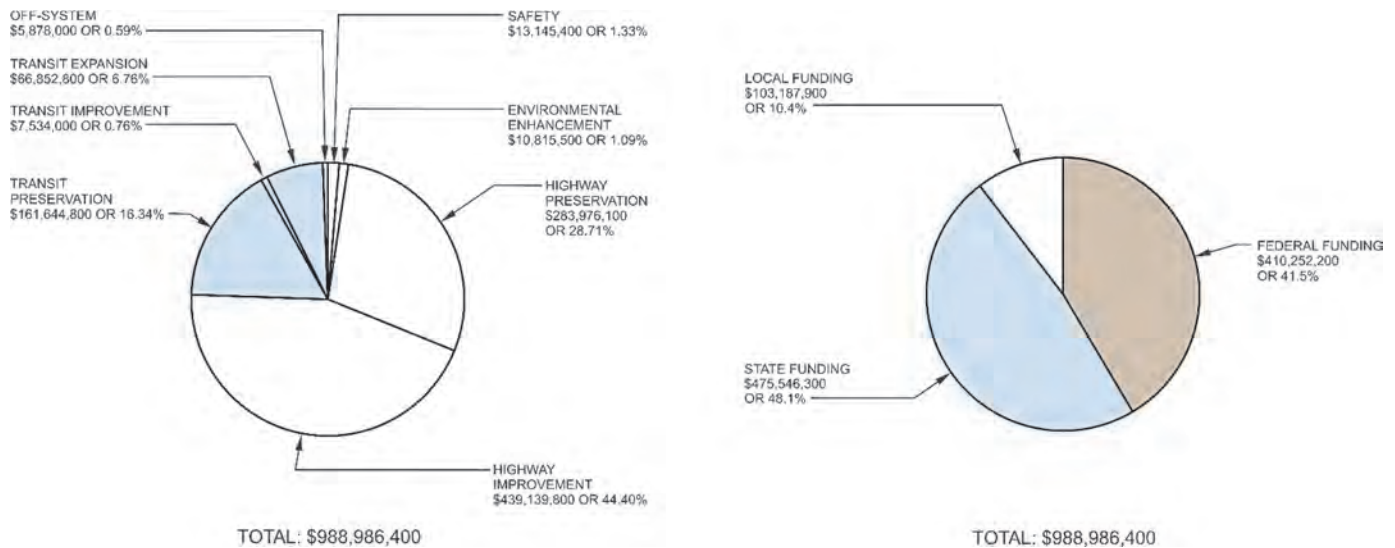 OFF-SYSTEM
$5,878,000 OR 0.59%
TRANSIT EXPANSION
$66,852,800 OR 6.76%
TRANSIT IMPROVEMENT
$7,534,000 OR 0.76%
TRANSIT
PRESERVATION
$161,644,800 OR 16.34%
SAFETY
$13,145,400 OR 1.33%
ENVIRONMENTAL
ENHANCEMENT
$10,815,500 OR 1.09%
HIGHWAY
PRESERVATION
$283,976,100
OR 28.71%
HIGHWAY
IMPROVEMENT
$439,139,800 OR 44.40%
TOTAL: $988,986,400
LOCAL FUNDING
$103,187,900
OR 10.4%
FEDERAL FUNDING
$410,252,200
OR 41.5%
STATE FUNDING
$475,546,300
OR 48.1%
TOTAL: $988,986,400